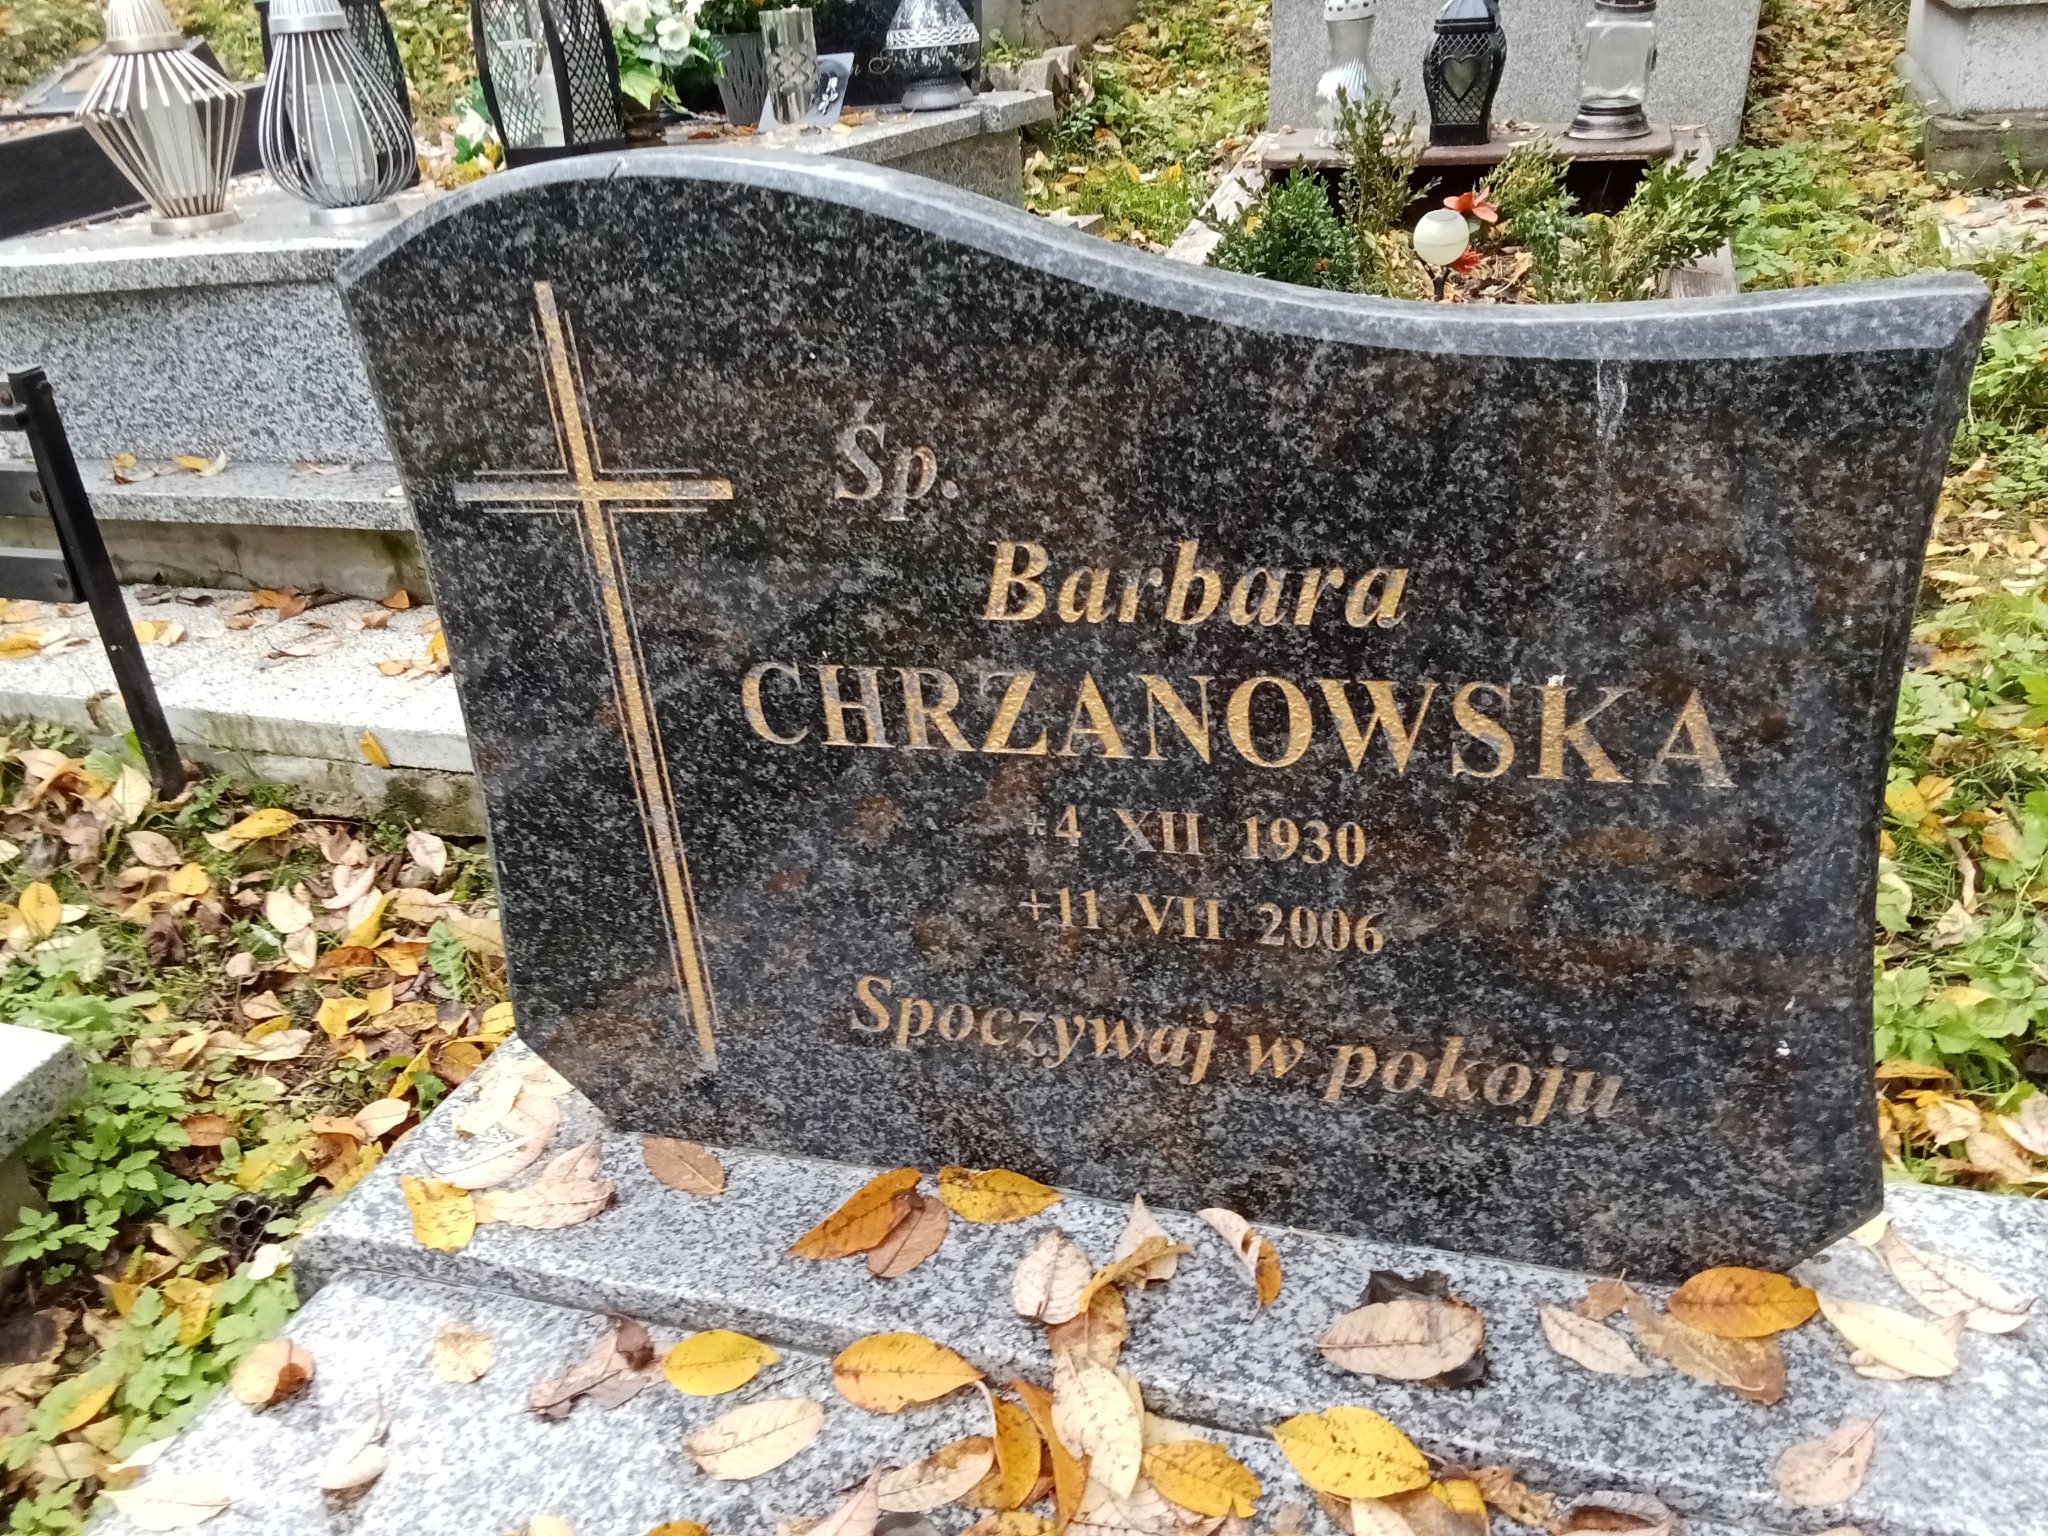 Śp.
Barbara
CHRZANOWSKA
*4 XII 1930
+11 VII 2006
Spoczywaj w pokoju